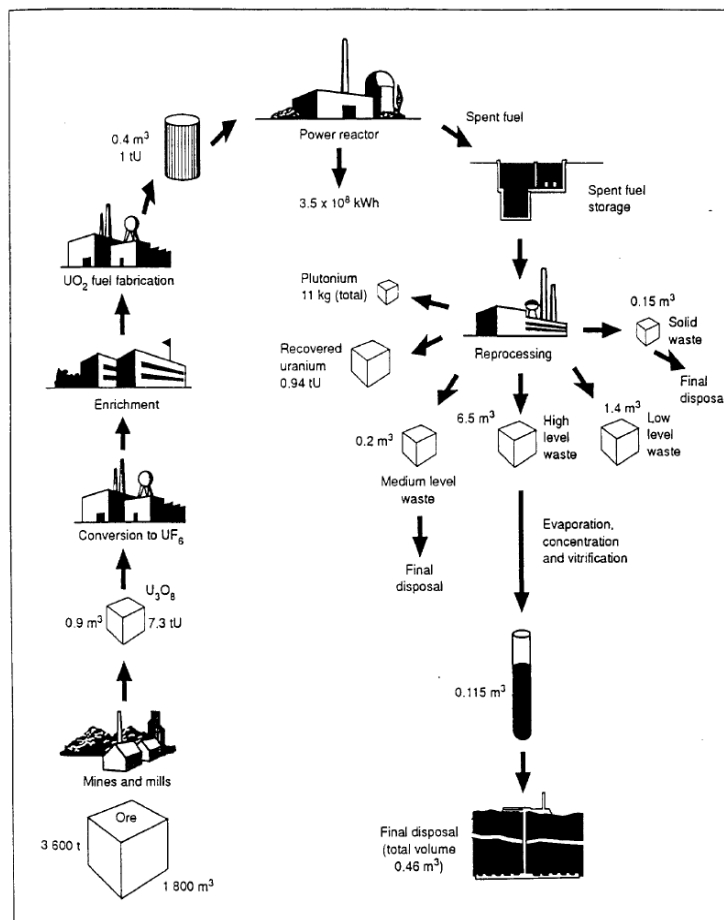 Power reactor
0.4 m³
1 tU
Spent fuel
3.5 x 10⁸ kWh
Spent fuel
storage
UO₂ fuel fabrication
Plutonium
11 kg (total)
0.15 m³
Solid
waste
Recovered
uranium
0.94 tU
Reprocessing
Final
disposal
Enrichment
0.2 m³
6.5 m³
High
level
waste
1.4 m³
Low
level
waste
Medium level
waste
Conversion to UF₆
Evaporation,
concentration
and vitrification
Final
disposal
U₃O₈
0.9 m³
7.3 tU
0.115 m³
Mines and mills
Ore
3 600 t
1 800 m³
Final disposal
(total volume
0.46 m³)